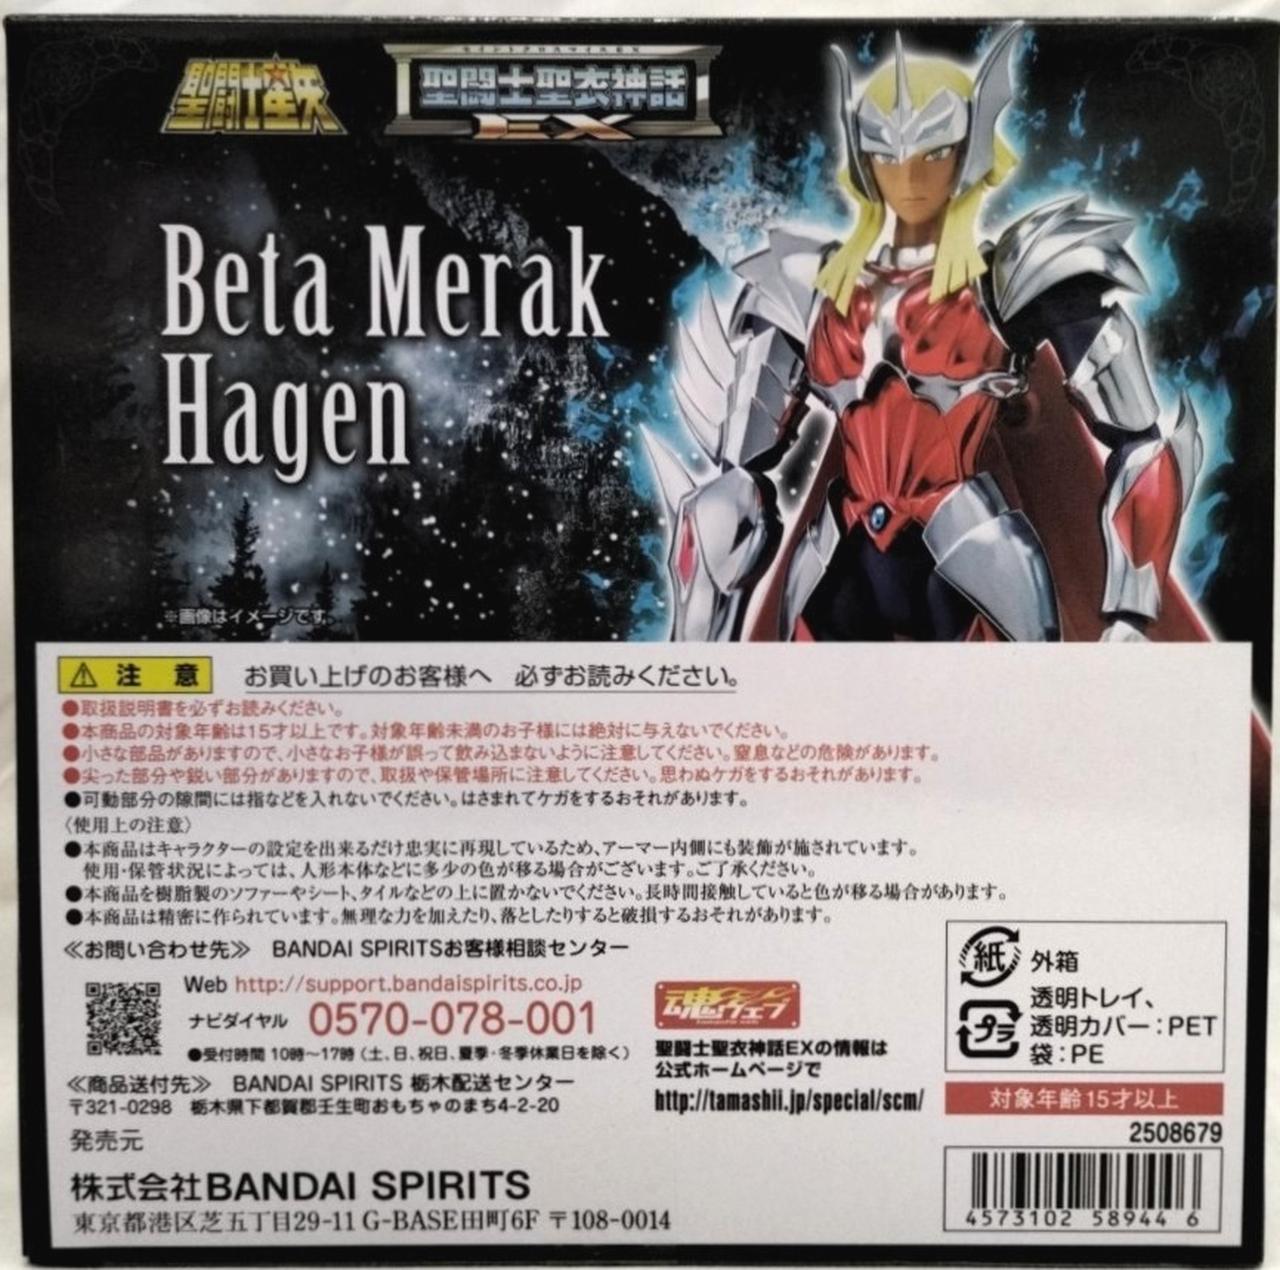 聖闘士星矢
セイントクロスマイスEX
聖闘士聖衣神話
EX
Beta Merak
Hagen
※画像はイメージです。
注 意 お買い上げのお客様へ 必ずお読みください。
●取扱説明書を必ずお読みください。
●本商品の対象年齢は15才以上です。対象年齢未満のお子様には絶対に与えないでください。
●小さな部品がありますので、小さなお子様が誤って飲み込まないように注意してください。窒息などの危険があります。
●尖った部分や鋭い部分がありますので、取扱や保管場所に注意してください。思わぬケガをするおそれがあります。
●可動部分の隙間には指などを入れないでください。はさまれてケガをするおそれがあります。
〈使用上の注意〉
●本商品はキャラクターの設定を出来るだけ忠実に再現しているため、アーマー内側にも装飾が施されています。
使用・保管状況によっては、人形本体などに多少の色が移る場合がございます。ご了承ください。
●本商品を樹脂製のソファーやシート、タイルなどの上に置かないでください。長時間接触していると色が移る場合があります。
●本商品は精密に作られています。無理な力を加えたり、落としたりすると破損するおそれがあります。
≪お問い合わせ先≫ BANDAI SPIRITSお客様相談センター
Web http://support.bandaispirits.co.jp
ナビダイヤル 0570-078-001
●受付時間 10時～17時(土、日、祝日、夏季・冬季休業日を除く)
≪商品送付先≫ BANDAI SPIRITS 栃木配送センター
〒321-0298 栃木県下都賀郡壬生町おもちゃのまち4-2-20
発売元
株式会社BANDAI SPIRITS
東京都港区芝五丁目29-11 G-BASE田町6F 〒108-0014
魂ウェブ
聖闘士聖衣神話EXの情報は
公式ホームページで
http://tamashii.jp/special/scm/
紙 外箱
プラ 透明トレイ、
透明カバー:PET
袋:PE
対象年齢15才以上
2508679
4573102 58944 6